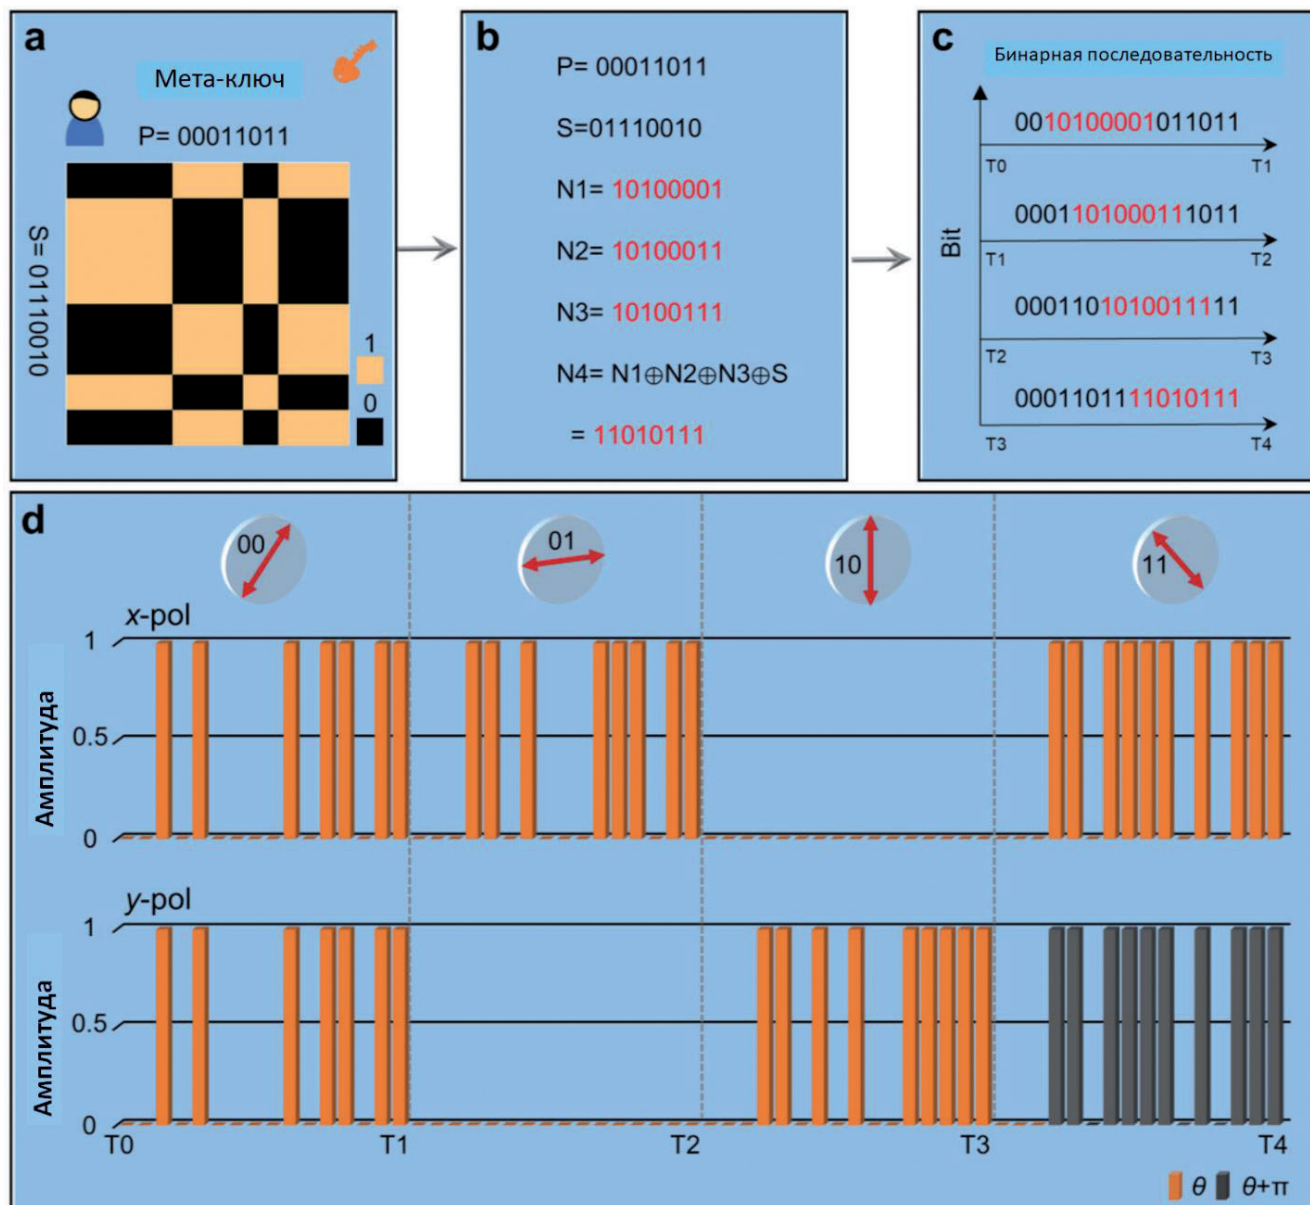 a
Мета-ключ
P= 00011011
S= 01110010
1
0
b
P= 00011011
S=01110010
N1= 10100001
N2= 10100011
N3= 10100111
N4= N1⊕N2⊕N3⊕S
= 11010111
c
Бинарная последовательность
Bit
0010100001011011
T0 T1
0001101000111011
T1 T2
0001101010011111
T2 T3
0001101111010111
T3 T4
d
00
01
10
11
x-pol
Амплитуда
1
0.5
0
y-pol
Амплитуда
1
0.5
0
T0 T1 T2 T3 T4
θ θ+π